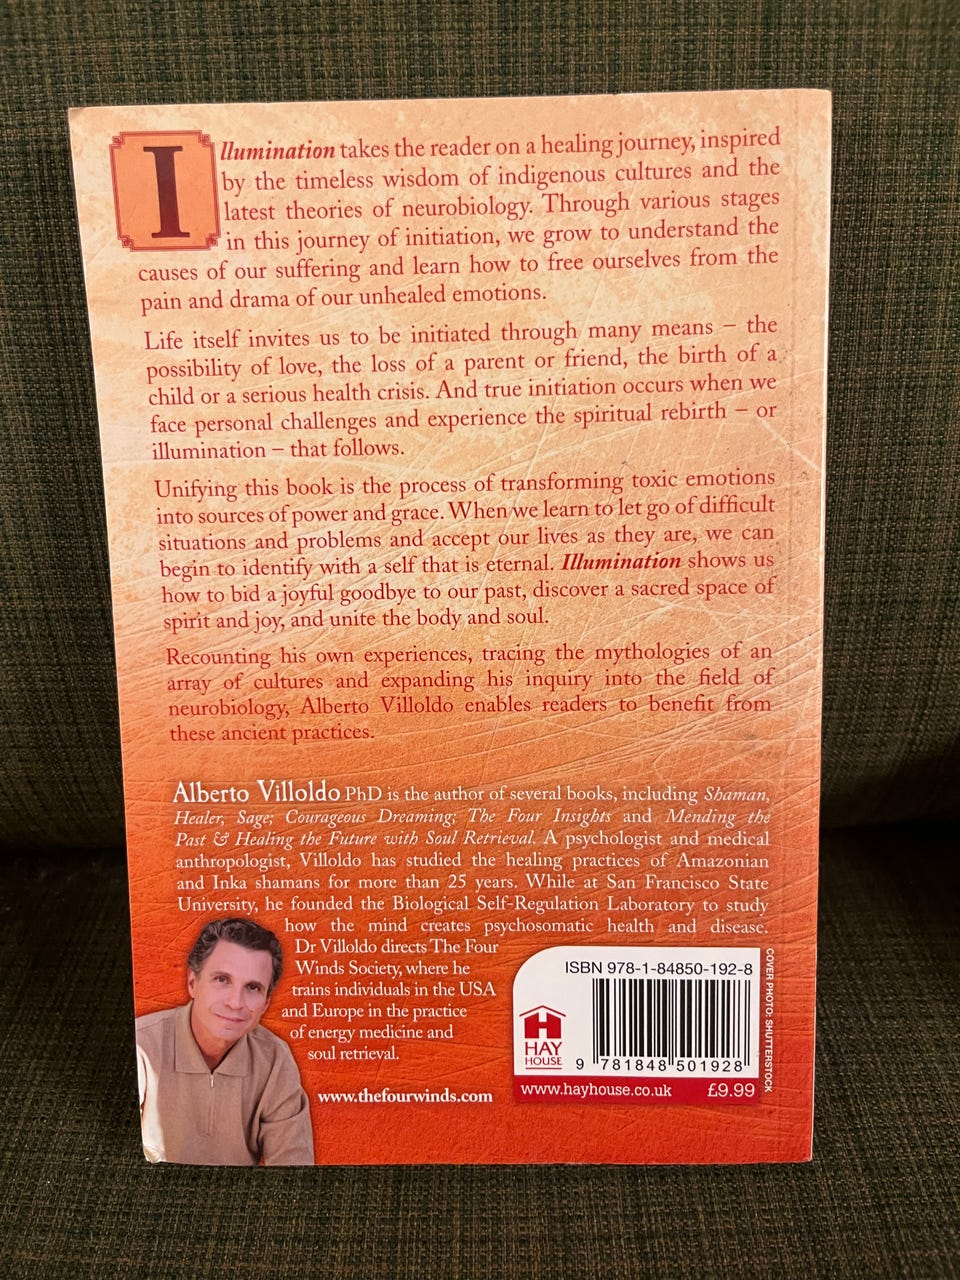 Illumination takes the reader on a healing journey, inspired
by the timeless wisdom of indigenous cultures and the
latest theories of neurobiology. Through various stages
in this journey of initiation, we grow to understand the
causes of our suffering and learn how to free ourselves from the
pain and drama of our unhealed emotions.
Life itself invites us to be initiated through many means – the
possibility of love, the loss of a parent or friend, the birth of a
child or a serious health crisis. And true initiation occurs when we
face personal challenges and experience the spiritual rebirth – or
illumination – that follows.
Unifying this book is the process of transforming toxic emotions
into sources of power and grace. When we learn to let go of difficult
situations and problems and accept our lives as they are, we can
begin to identify with a self that is eternal. Illumination shows us
how to bid a joyful goodbye to our past, discover a sacred space of
spirit and joy, and unite the body and soul.
Recounting his own experiences, tracing the mythologies of an
array of cultures and expanding his inquiry into the field of
neurobiology, Alberto Villoldo enables readers to benefit from
these ancient practices.
Alberto Villoldo PhD is the author of several books, including Shaman,
Healer, Sage; Courageous Dreaming; The Four Insights and Mending the
Past & Healing the Future with Soul Retrieval. A psychologist and medical
anthropologist, Villoldo has studied the healing practices of Amazonian
and Inka shamans for more than 25 years. While at San Francisco State
University, he founded the Biological Self-Regulation Laboratory to study
how the mind creates psychosomatic health and disease.
Dr Villoldo directs The Four
Winds Society, where he
trains individuals in the USA
and Europe in the practice
of energy medicine and
soul retrieval.
www.thefourwinds.com
ISBN 978-1-84850-192-8
H
HAY
HOUSE
9 781848 501928
www.hayhouse.co.uk £9.99
COVER PHOTO: SHUTTERSTOCK